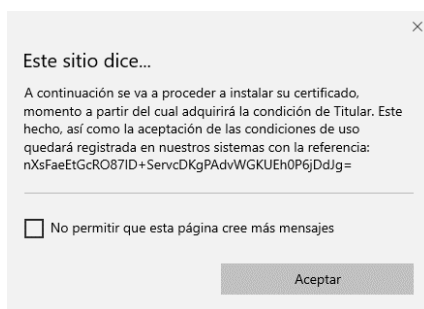 Este sitio dice...
A continuación se va a proceder a instalar su certificado,
momento a partir del cual adquirirá la condición de Titular. Este
hecho, así como la aceptación de las condiciones de uso
quedará registrada en nuestros sistemas con la referencia:
nXsFaeEtGcRO87ID+ServcDKgPAdvWGKUEh0P6jDdJg=
No permitir que esta página cree más mensajes
Aceptar